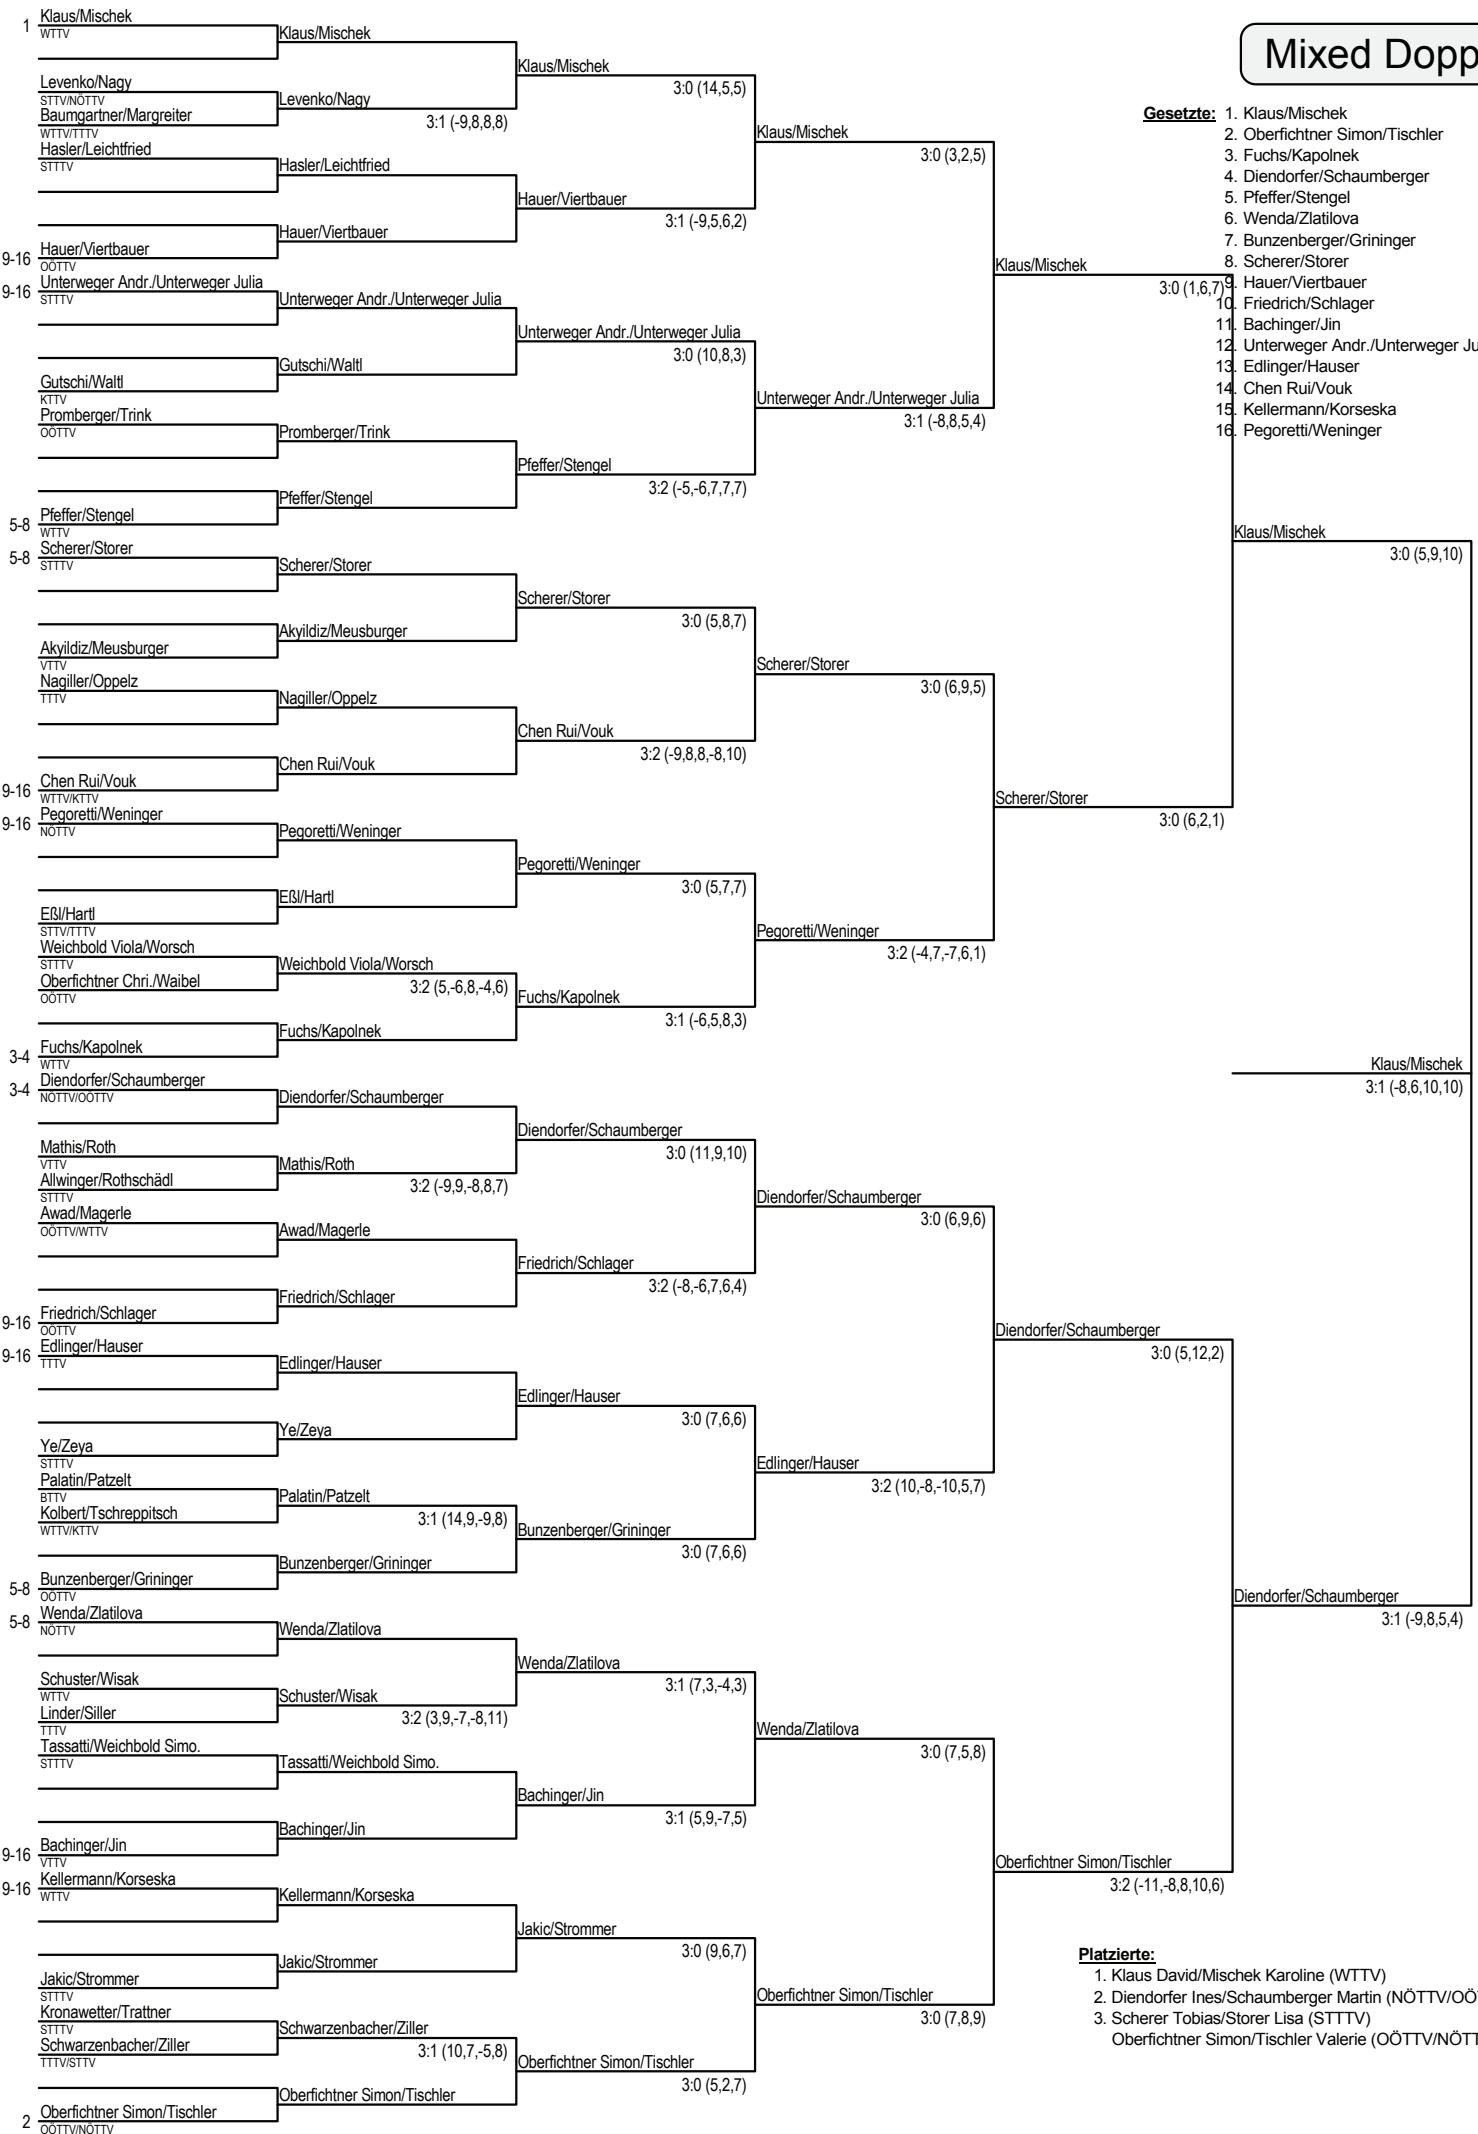 Mixed Dopp
Gesetzte: 1. Klaus/Mischek
2. Oberfichtner Simon/Tischler
3. Fuchs/Kapolnek
4. Diendorfer/Schaumberger
5. Pfeffer/Stengel
6. Wenda/Zlatilova
7. Bunzenberger/Grininger
8. Scherer/Storer
9. Hauer/Viertbauer
10. Friedrich/Schlager
11. Bachinger/Jin
12. Unterweger Andr./Unterweger Ju
13. Edlinger/Hauser
14. Chen Rui/Vouk
15. Kellermann/Korseska
16. Pegoretti/Weninger
1 Klaus/Mischek
WTTV
Levenko/Nagy
STTV/NÖTTV
Baumgartner/Margreiter
WTTV/TTTV
Hasler/Leichtfried
STTTV
9-16 Hauer/Viertbauer
OÖTTV
9-16 Unterweger Andr./Unterweger Julia
STTTV
Gutschi/Waltl
KTTV
Promberger/Trink
OÖTTV
5-8 Pfeffer/Stengel
WTTV
5-8 Scherer/Storer
STTTV
Akyildiz/Meusburger
VTTV
Nagiller/Oppelz
TTTV
9-16 Chen Rui/Vouk
WTTV/KTTV
9-16 Pegoretti/Weninger
NÖTTV
Eßl/Hartl
STTV/TTTV
Weichbold Viola/Worsch
STTTV
Oberfichtner Chri./Waibel
OÖTTV
3-4 Fuchs/Kapolnek
WTTV
3-4 Diendorfer/Schaumberger
NÖTTV/OÖTTV
Mathis/Roth
VTTV
Allwinger/Rothschädl
STTTV
Awad/Magerle
OÖTTV/WTTV
9-16 Friedrich/Schlager
OÖTTV
9-16 Edlinger/Hauser
TTTV
Ye/Zeya
STTTV
Palatin/Patzelt
BTTV
Kolbert/Tschreppitsch
WTTV/KTTV
5-8 Bunzenberger/Grininger
OÖTTV
5-8 Wenda/Zlatilova
NÖTTV
Schuster/Wisak
WTTV
Linder/Siller
TTTV
Tassatti/Weichbold Simo.
STTTV
9-16 Bachinger/Jin
VTTV
9-16 Kellermann/Korseska
WTTV
Jakic/Strommer
STTTV
Kronawetter/Trattner
STTTV
Schwarzenbacher/Ziller
TTTV/STTV
2 Oberfichtner Simon/Tischler
OÖTTV/NÖTTV
Klaus/Mischek
Levenko/Nagy
3:1 (-9,8,8,8)
Hasler/Leichtfried
Hauer/Viertbauer
Unterweger Andr./Unterweger Julia
Gutschi/Waltl
Promberger/Trink
Pfeffer/Stengel
Scherer/Storer
Akyildiz/Meusburger
Nagiller/Oppelz
Chen Rui/Vouk
Pegoretti/Weninger
Eßl/Hartl
Weichbold Viola/Worsch
3:2 (5,-6,8,-4,6)
Fuchs/Kapolnek
Diendorfer/Schaumberger
Mathis/Roth
3:2 (-9,9,-8,8,7)
Awad/Magerle
Friedrich/Schlager
Edlinger/Hauser
Ye/Zeya
Palatin/Patzelt
3:1 (14,9,-9,8)
Bunzenberger/Grininger
Wenda/Zlatilova
Schuster/Wisak
3:2 (3,9,-7,-8,11)
Tassatti/Weichbold Simo.
Bachinger/Jin
Kellermann/Korseska
Jakic/Strommer
Schwarzenbacher/Ziller
3:1 (10,7,-5,8)
Oberfichtner Simon/Tischler
Klaus/Mischek
3:0 (14,5,5)
Hauer/Viertbauer
3:1 (-9,5,6,2)
Unterweger Andr./Unterweger Julia
3:0 (10,8,3)
Pfeffer/Stengel
3:2 (-5,-6,7,7,7)
Scherer/Storer
3:0 (5,8,7)
Chen Rui/Vouk
3:2 (-9,8,8,-8,10)
Pegoretti/Weninger
3:0 (5,7,7)
Fuchs/Kapolnek
3:1 (-6,5,8,3)
Diendorfer/Schaumberger
3:0 (11,9,10)
Friedrich/Schlager
3:2 (-8,-6,7,6,4)
Edlinger/Hauser
3:0 (7,6,6)
Bunzenberger/Grininger
3:0 (7,6,6)
Wenda/Zlatilova
3:1 (7,3,-4,3)
Bachinger/Jin
3:1 (5,9,-7,5)
Jakic/Strommer
3:0 (9,6,7)
Oberfichtner Simon/Tischler
3:0 (5,2,7)
Klaus/Mischek
3:0 (3,2,5)
Unterweger Andr./Unterweger Julia
3:1 (-8,8,5,4)
Scherer/Storer
3:0 (6,9,5)
Pegoretti/Weninger
3:2 (-4,7,-7,6,1)
Diendorfer/Schaumberger
3:0 (6,9,6)
Edlinger/Hauser
3:2 (10,-8,-10,5,7)
Wenda/Zlatilova
3:0 (7,5,8)
Oberfichtner Simon/Tischler
3:0 (7,8,9)
Klaus/Mischek
3:0 (1,6,7)
Scherer/Storer
3:0 (6,2,1)
Diendorfer/Schaumberger
3:0 (5,12,2)
Oberfichtner Simon/Tischler
3:2 (-11,-8,8,10,6)
Klaus/Mischek
3:0 (5,9,10)
Diendorfer/Schaumberger
3:1 (-9,8,5,4)
Klaus/Mischek
3:1 (-8,6,10,10)
Platzierte:
1. Klaus David/Mischek Karoline (WTTV)
2. Diendorfer Ines/Schaumberger Martin (NÖTTV/OÖ
3. Scherer Tobias/Storer Lisa (STTTV)
Oberfichtner Simon/Tischler Valerie (OÖTTV/NÖTT